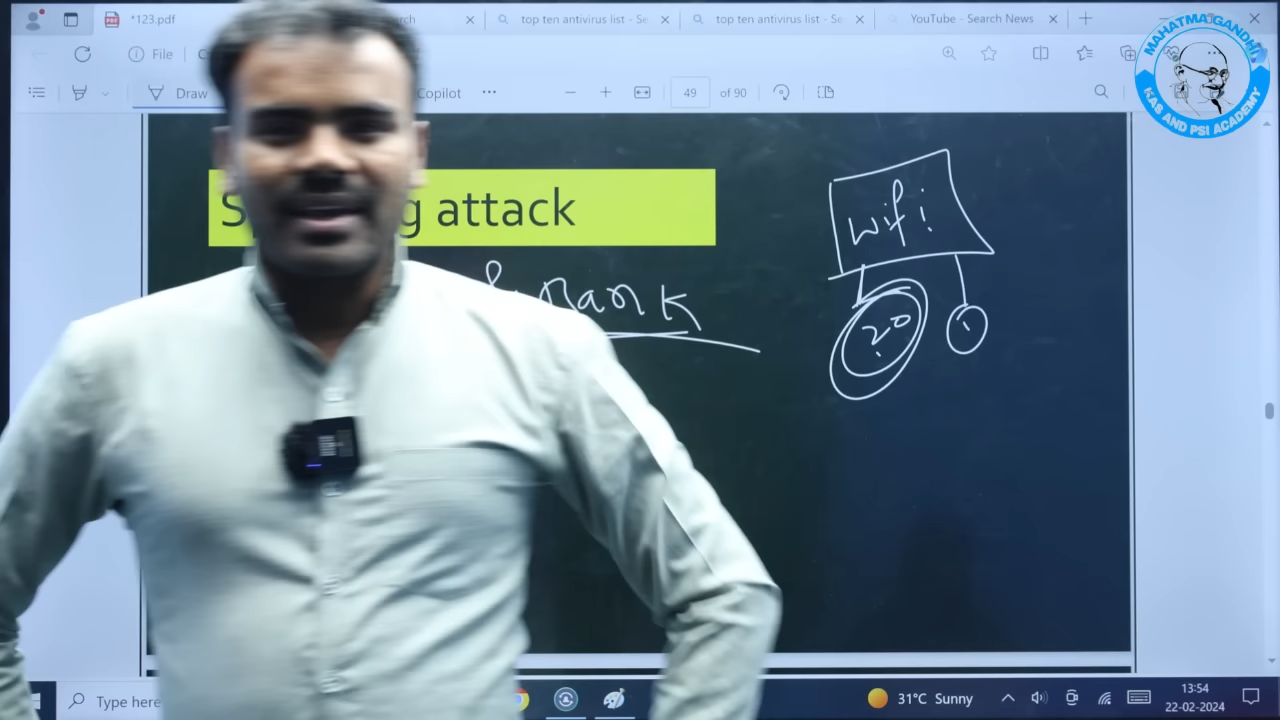 *123.pdf
rch
top ten antivirus list - Se
top ten antivirus list - Se
YouTube - Search News
File
Draw
Copilot
49 of 90
MAHATMA GANDHI
KAS AND PSI ACADEMY
attack
wifi
20
1
Type here
31°C Sunny
13:54
22-02-2024